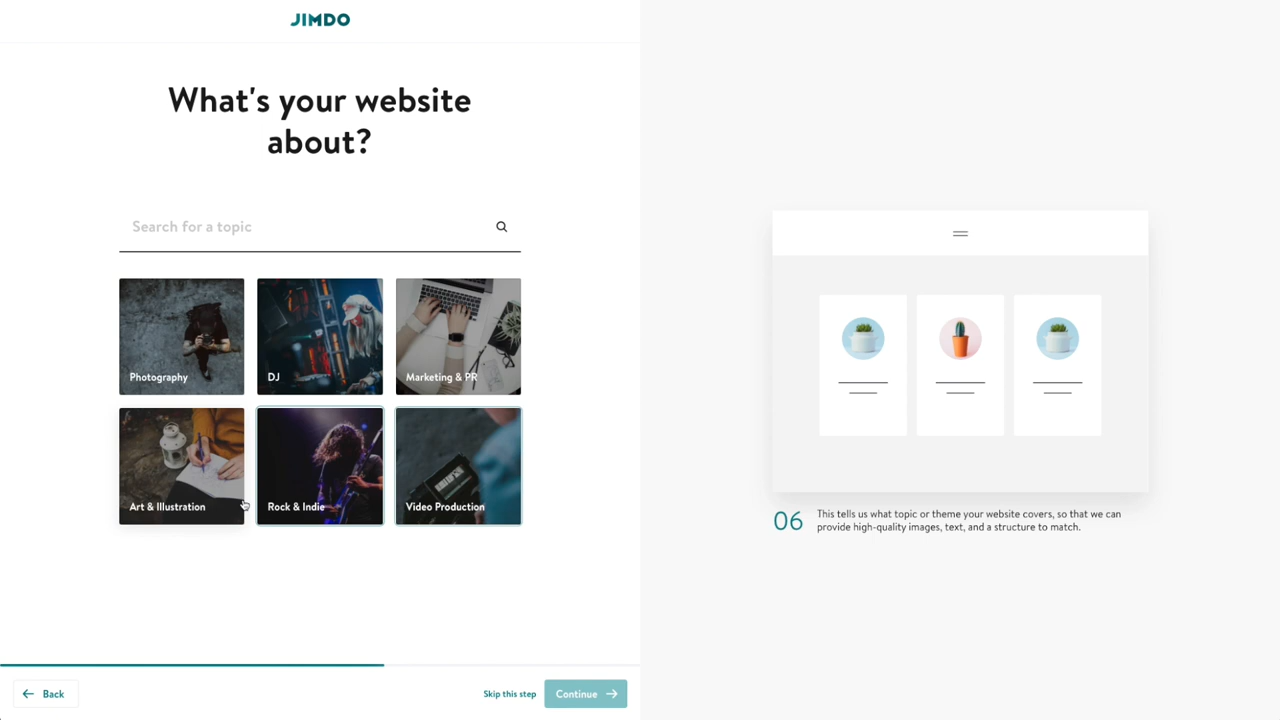 JIMDO
What's your website
about?
Search for a topic
Photography
DJ
Marketing & PR
Art & Illustration
Rock & Indie
Video Production
Back
Skip this step
Continue
06
This tells us what topic or theme your website covers, so that we can
provide high-quality images, text, and a structure to match.